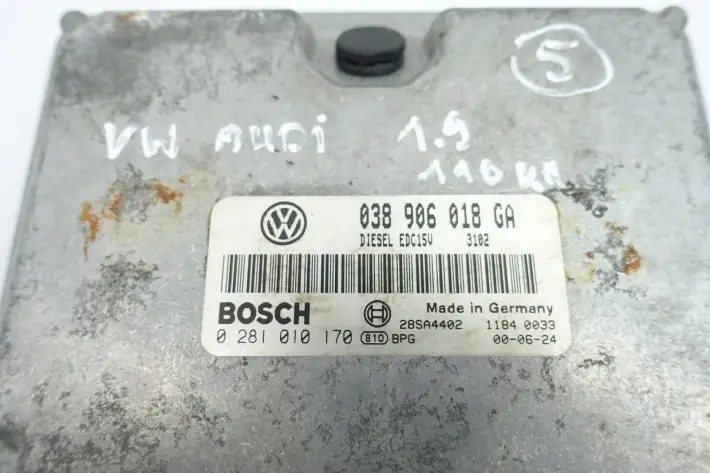 5
VW AUDI 1.9
110 KM
038 906 018 GA
DIESEL EDC15V 3102
BOSCH
Made in Germany
28SA4402 1184 0033
0 281 010 170 810 BPG 00-06-24